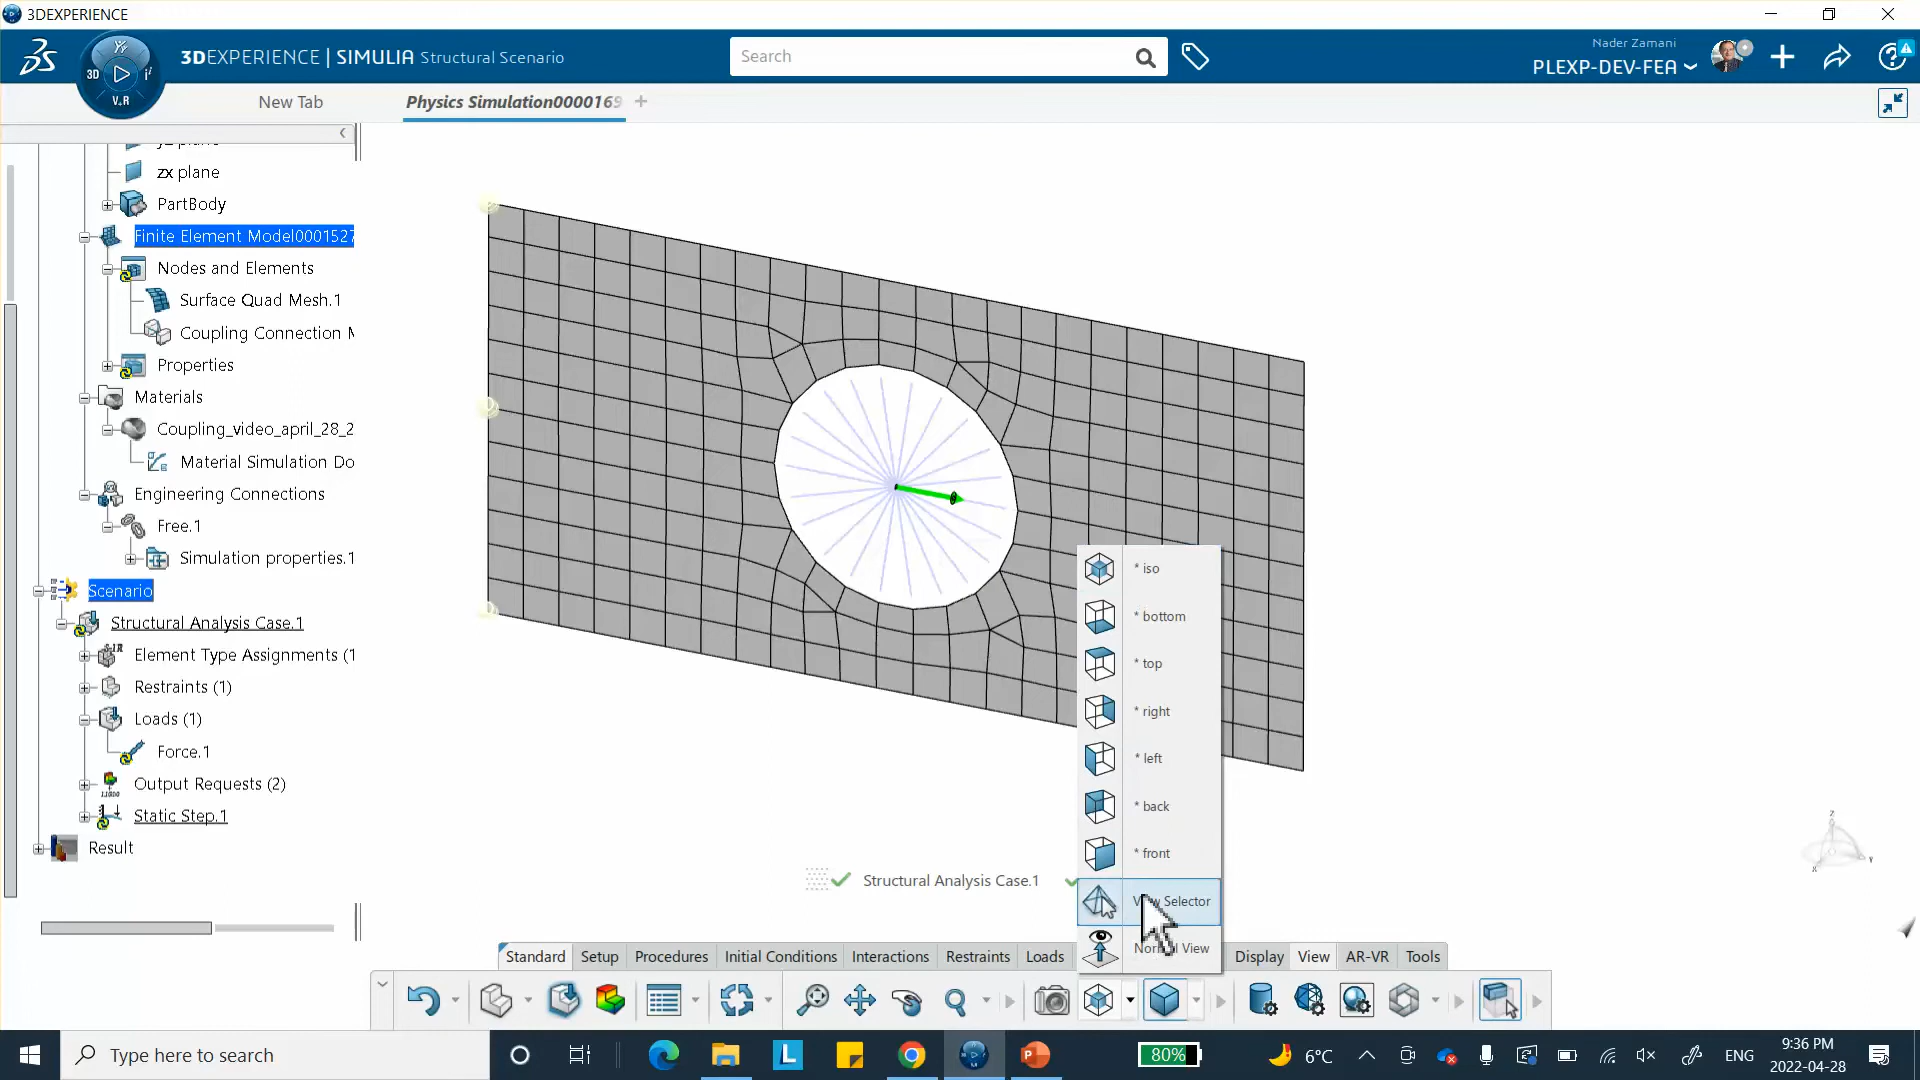 3DEXPERIENCE
3DEXPERIENCE | SIMULIA Structural Scenario
3D
V.R
Search
Nader Zamani
PLEXP-DEV-FEA
New Tab
Physics Simulation0000169
zx plane
PartBody
Finite Element Model0001527
Nodes and Elements
Surface Quad Mesh.1
Coupling Connection M
Properties
Materials
Coupling_video_april_28_2
Material Simulation Do
Engineering Connections
Free.1
Simulation properties.1
Scenario
Structural Analysis Case.1
Element Type Assignments (1
Restraints (1)
Loads (1)
Force.1
Output Requests (2)
Static Step.1
Result
* iso
* bottom
* top
* right
* left
* back
* front
View Selector
Normal View
Structural Analysis Case.1
Standard Setup Procedures Initial Conditions Interactions Restraints Loads Display View AR-VR Tools
Type here to search
80%
6°C
ENG
9:36 PM
2022-04-28